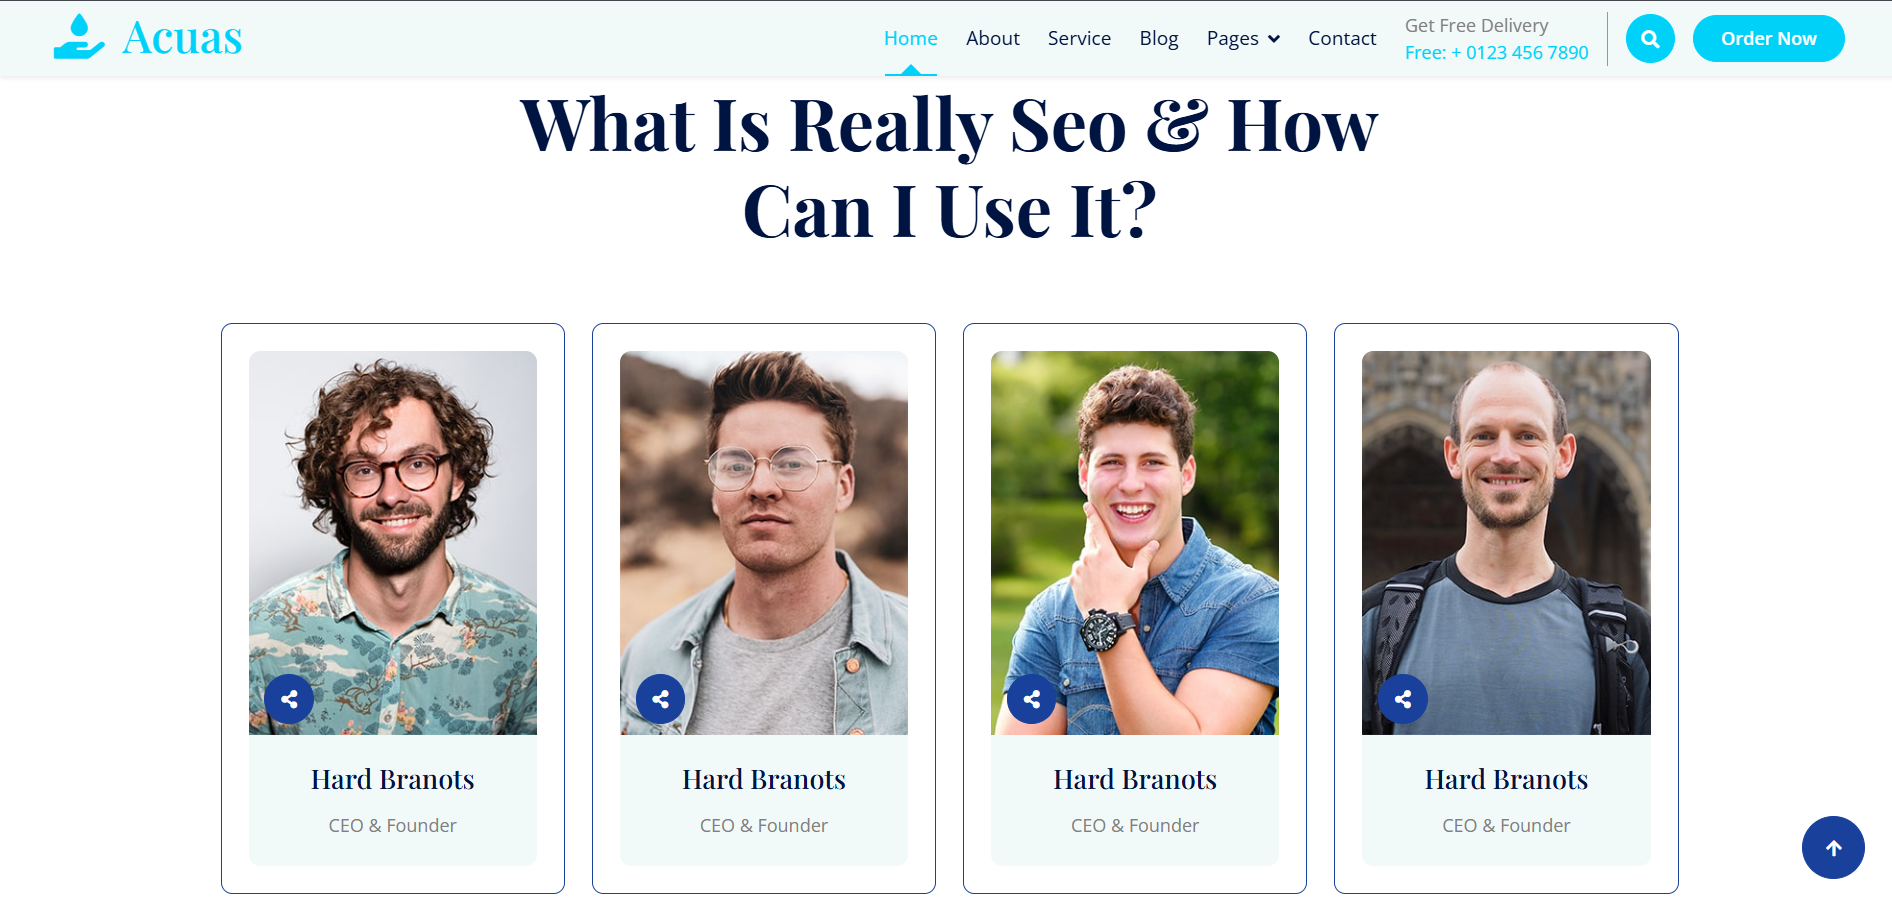 Acuas
Home About Service Blog Pages Contact
Get Free Delivery
Free: + 0123 456 7890
Order Now
What Is Really Seo & How
Can I Use It?
Hard Branots
CEO & Founder
Hard Branots
CEO & Founder
Hard Branots
CEO & Founder
Hard Branots
CEO & Founder